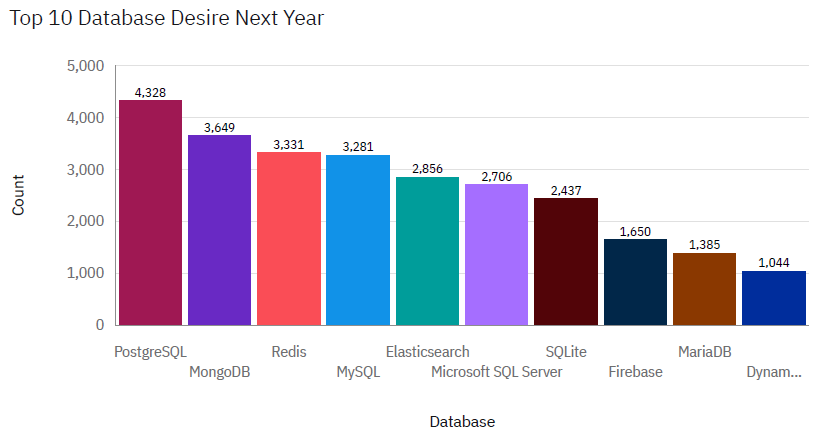 Top 10 Database Desire Next Year
5,000
4,000
3,000
2,000
1,000
0
Count
4,328
3,649
3,331
3,281
2,856
2,706
2,437
1,650
1,385
1,044
PostgreSQL
MongoDB
Redis
MySQL
Elasticsearch
Microsoft SQL Server
SQLite
Firebase
MariaDB
Dynam...
Database